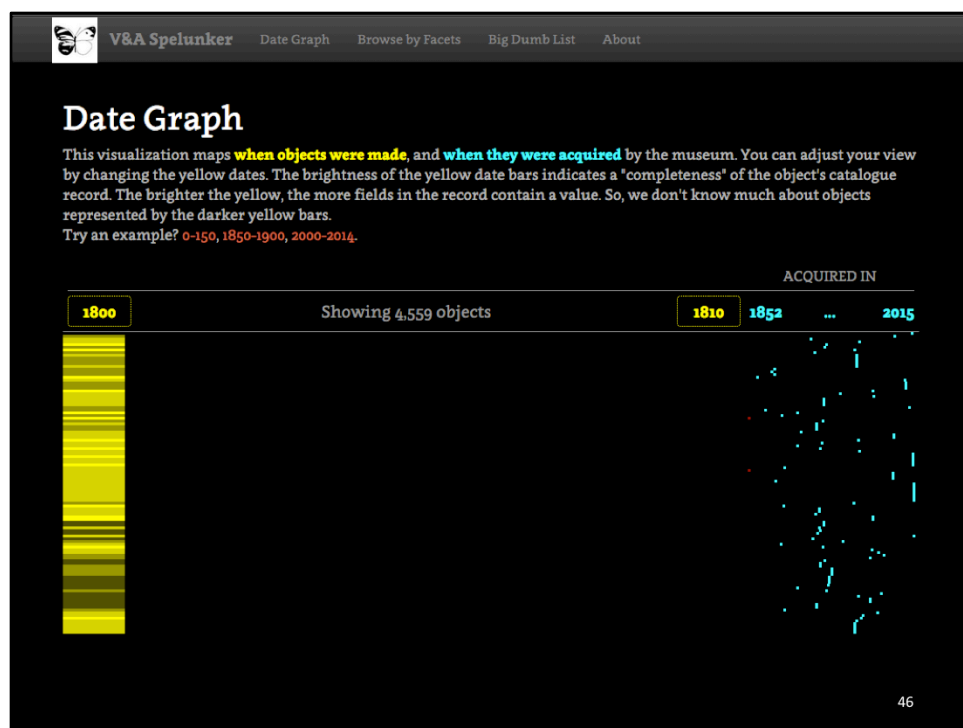 V&A Spelunker Date Graph Browse by Facets Big Dumb List About
Date Graph
This visualization maps when objects were made, and when they were acquired by the museum. You can adjust your view
by changing the yellow dates. The brightness of the yellow date bars indicates a "completeness" of the object's catalogue
record. The brighter the yellow, the more fields in the record contain a value. So, we don't know much about objects
represented by the darker yellow bars.
Try an example? 0-150, 1850-1900, 2000-2014.
ACQUIRED IN
1800 Showing 4,559 objects 1810 1852 ... 2015
46